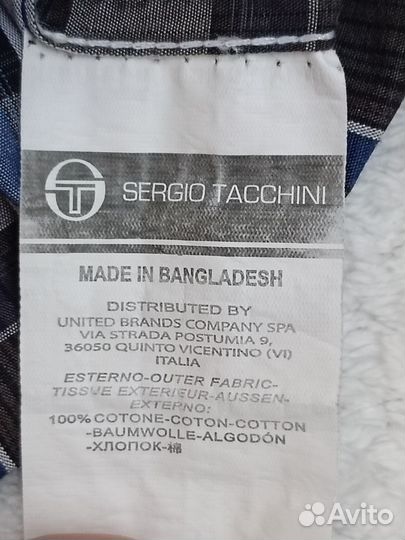 SERGIO TACCHINI
MADE IN BANGLADESH
DISTRIBUTED BY
UNITED BRANDS COMPANY SPA
VIA STRADA POSTUMIA 9,
36050 QUINTO VICENTINO (VI)
ITALIA
ESTERNO-OUTER FABRIC-
TISSUE EXTERIEUR-AUSSEN-
EXTERNO:
100% COTONE-COTON-COTTON
-BAUMWOLLE-ALGODÓN
-ХЛОПОК-棉
Avito